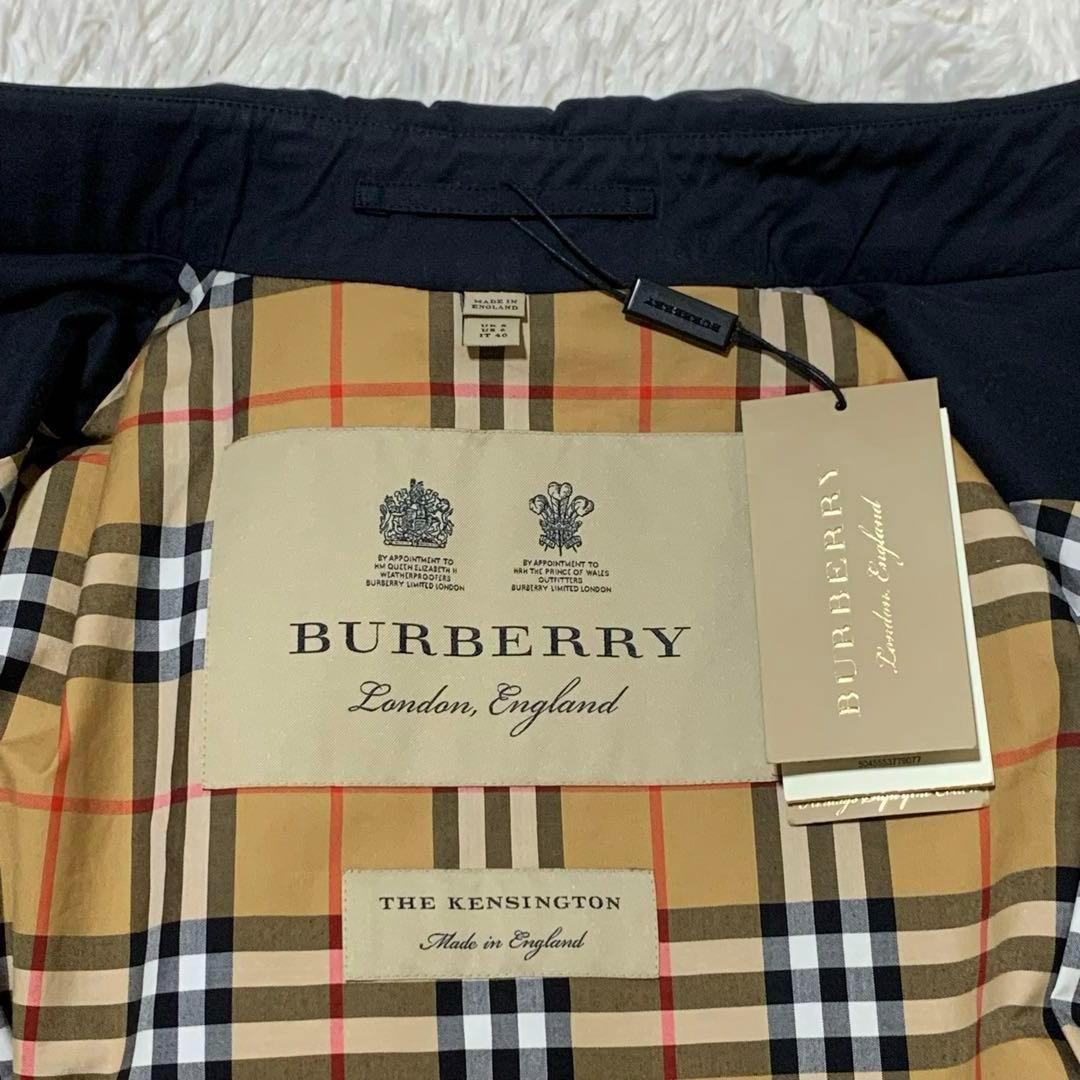 MADE IN
ENGLAND
UK 8
US 6
IT 40
BURBERRY
BY APPOINTMENT TO
HM QUEEN ELIZABETH II
WEATHERPROOFERS
BURBERRY LIMITED LONDON
BY APPOINTMENT TO
HRH THE PRINCE OF WALES
OUTFITTERS
BURBERRY LIMITED LONDON
BURBERRY
London, England
BURBERRY
London, England
5045553779077
THE KENSINGTON
Made in England